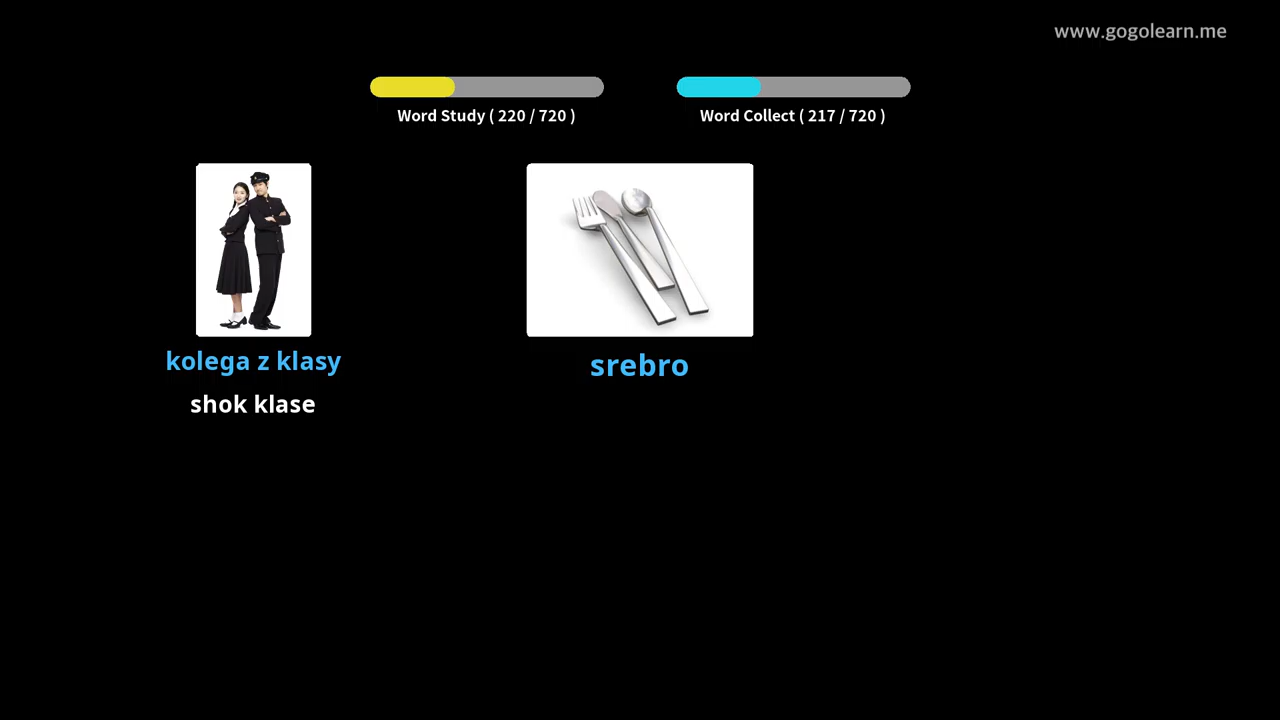 www.gogolearn.me
Word Study ( 220 / 720 )
Word Collect ( 217 / 720 )
kolega z klasy
shok klase
srebro